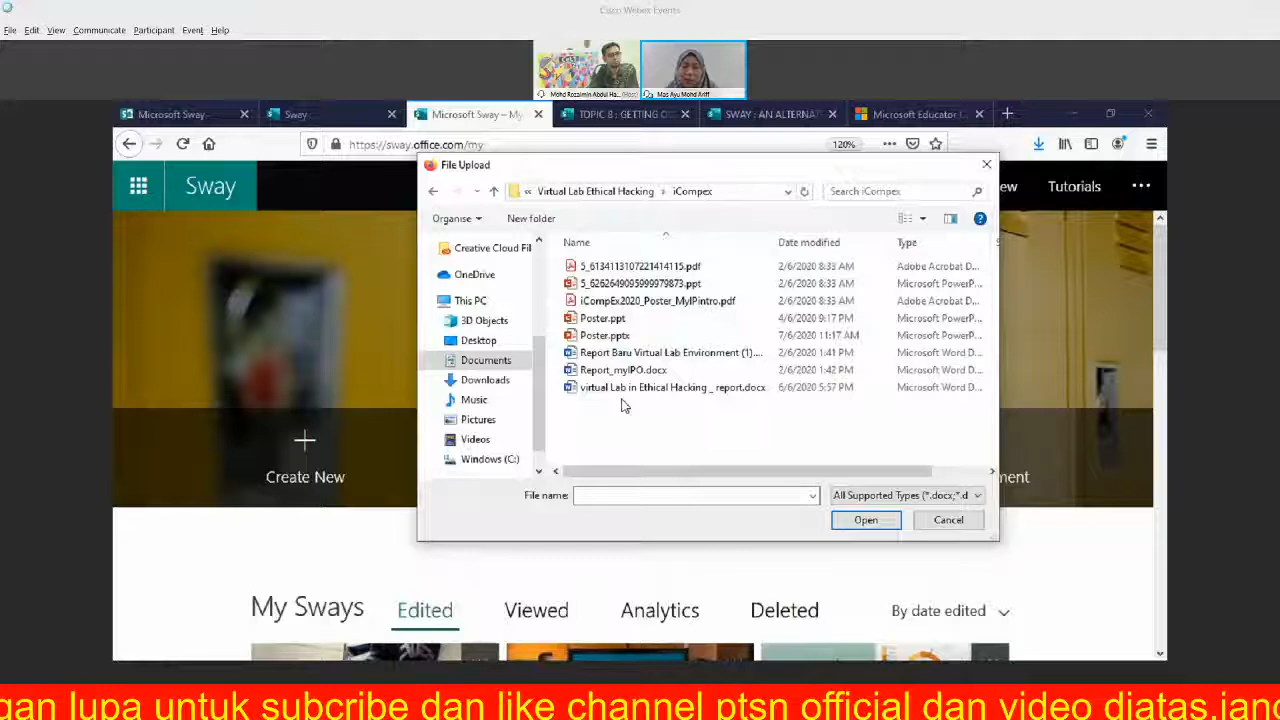 Cisco Webex Events
File Edit View Communicate Participant Event Help
Mohd Rozaimin Abdul Ha... (Host)
Mas Ayu Mohd Ariff
Microsoft Sway
Sway
Microsoft Sway – My
TOPIC 8 : GETTING O
SWAY : AN ALTERNAT
Microsoft Educator C
https://sway.office.com/my
120%
Sway
ew
Tutorials
File Upload
« Virtual Lab Ethical Hacking > iCompex
Search iCompex
Organise
New folder
Creative Cloud Fil
OneDrive
This PC
3D Objects
Desktop
Documents
Downloads
Music
Pictures
Videos
Windows (C:)
Name Date modified Type S
5_6134113107221414115.pdf 2/6/2020 8:33 AM Adobe Acrobat D...
5_6262649095999979873.ppt 2/6/2020 8:33 AM Microsoft PowerP...
iCompEx2020_Poster_MyIPintro.pdf 2/6/2020 8:33 AM Adobe Acrobat D...
Poster.ppt 4/6/2020 9:17 PM Microsoft PowerP...
Poster.pptx 7/6/2020 11:17 AM Microsoft PowerP...
Report Baru Virtual Lab Environment (1).... 2/6/2020 1:41 PM Microsoft Word D...
Report_myIPO.docx 2/6/2020 1:42 PM Microsoft Word D...
virtual Lab in Ethical Hacking _ report.docx 6/6/2020 5:57 PM Microsoft Word D...
File name:
All Supported Types (*.docx;*.d
Open
Cancel
Create New
ment
My Sways
Edited
Viewed
Analytics
Deleted
By date edited
gan lupa untuk subcribe dan like channel ptsn official dan video diatas.jang